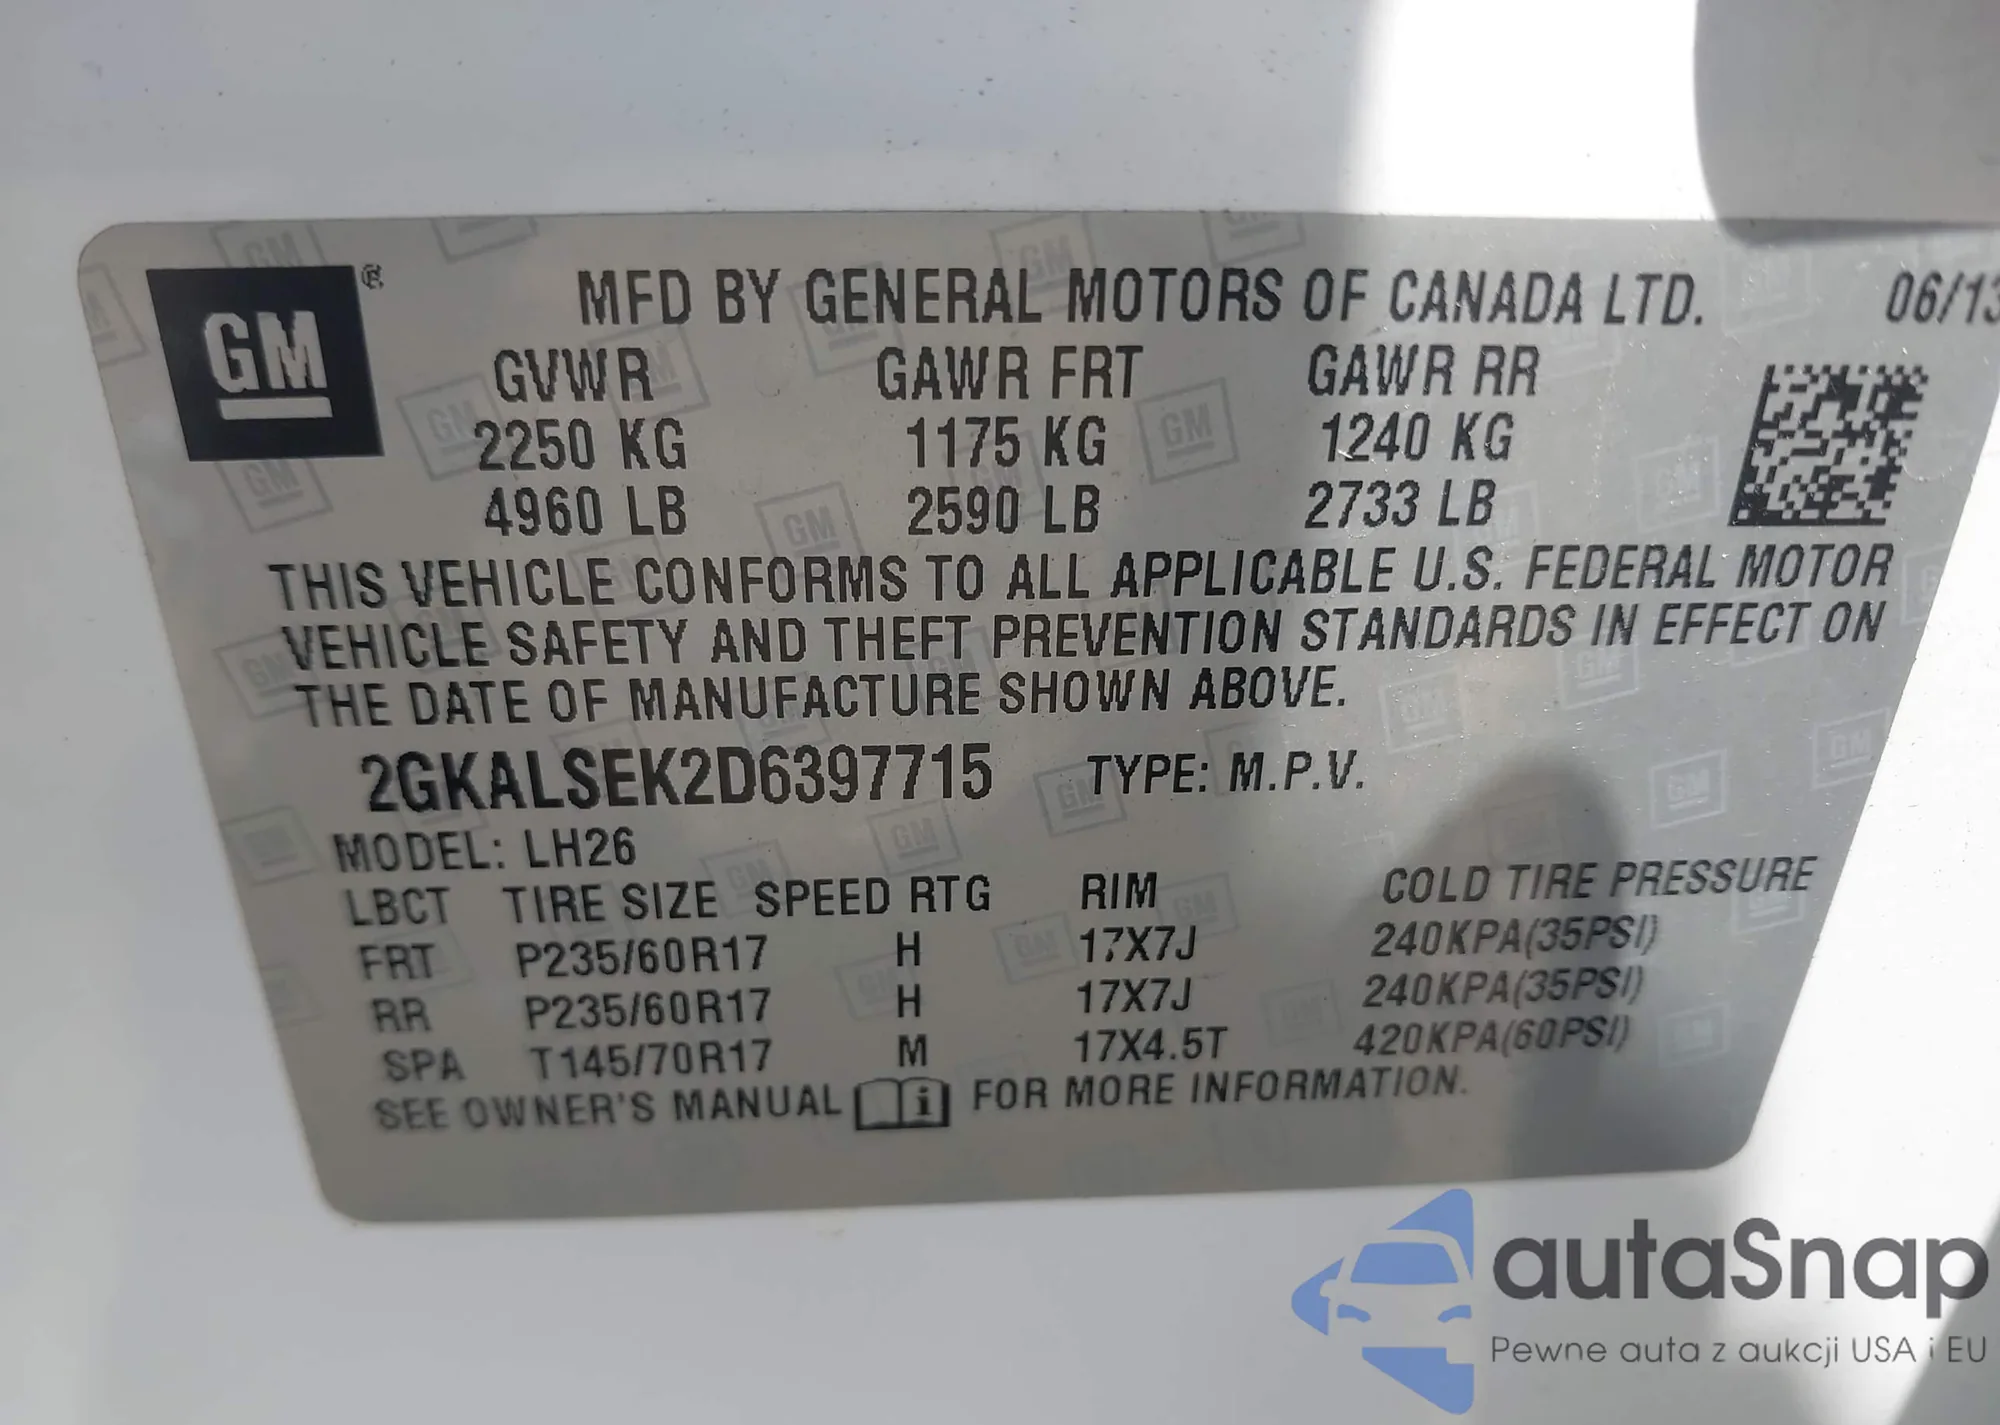 GM ® MFD BY GENERAL MOTORS OF CANADA LTD. 06/13
GVWR GAWR FRT GAWR RR
2250 KG 1175 KG 1240 KG
4960 LB 2590 LB 2733 LB
THIS VEHICLE CONFORMS TO ALL APPLICABLE U.S. FEDERAL MOTOR
VEHICLE SAFETY AND THEFT PREVENTION STANDARDS IN EFFECT ON
THE DATE OF MANUFACTURE SHOWN ABOVE.
2GKALSEK2D6397715 TYPE: M.P.V.
MODEL: LH26
LBCT TIRE SIZE SPEED RTG RIM COLD TIRE PRESSURE
FRT P235/60R17 H 17X7J 240KPA(35PSI)
RR P235/60R17 H 17X7J 240KPA(35PSI)
SPA T145/70R17 M 17X4.5T 420KPA(60PSI)
SEE OWNER'S MANUAL i FOR MORE INFORMATION.
autaSnap
Pewne auta z aukcji USA i EU